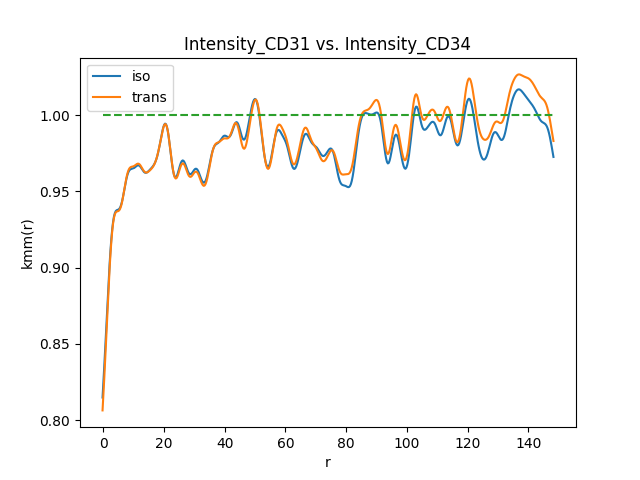 Intensity_CD31 vs. Intensity_CD34
iso
trans
1.00
0.95
0.90
0.85
0.80
kmm(r)
0 20 40 60 80 100 120 140
r